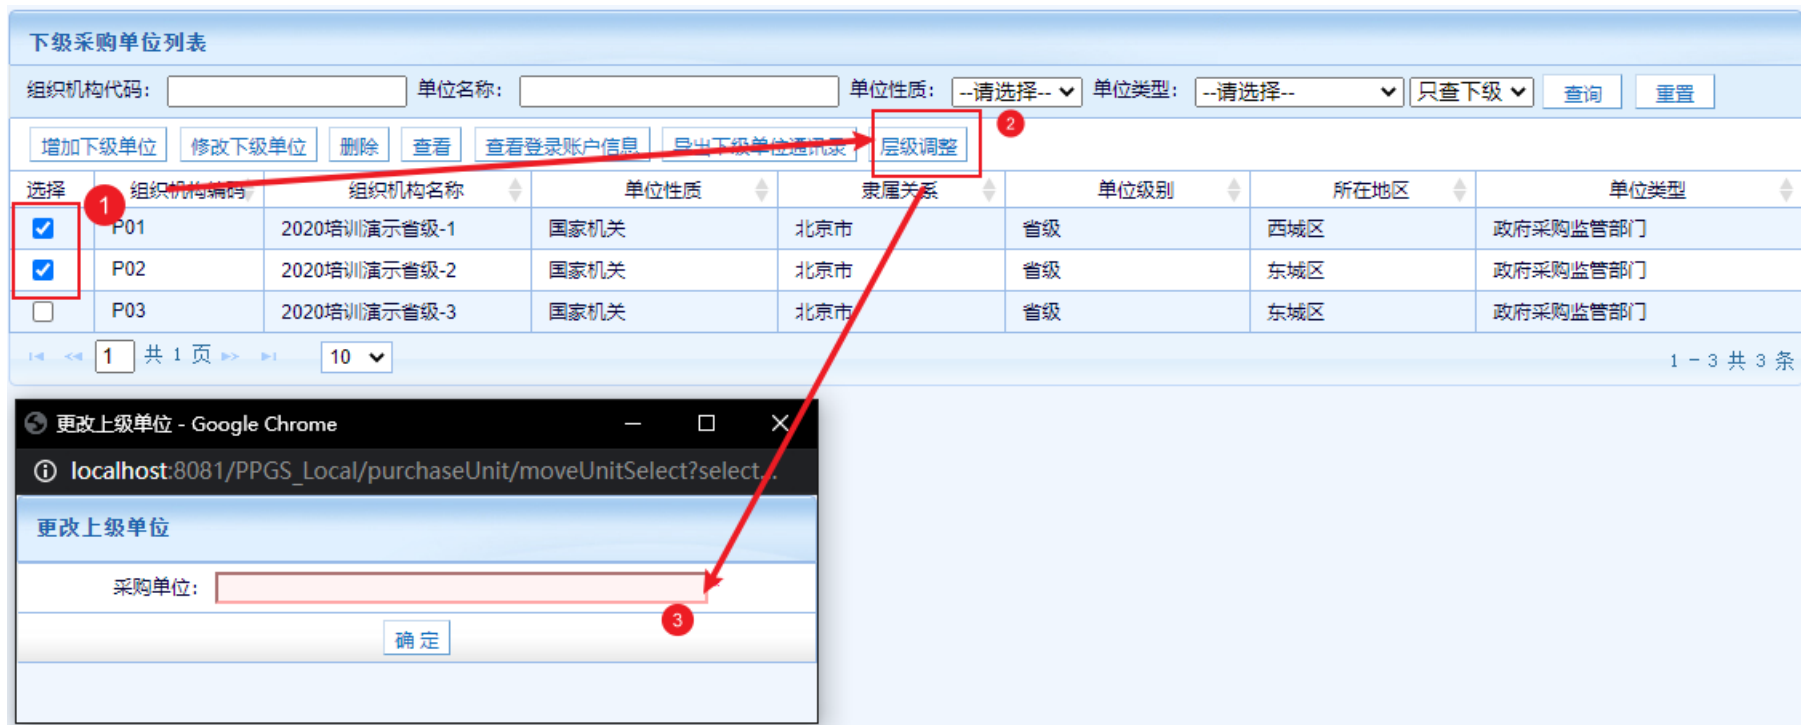 下级采购单位列表
组织机构代码： 单位名称： 单位性质： --请选择-- 单位类型： --请选择-- 只查下级 查询 重置
增加下级单位 修改下级单位 删除 查看 查看登录账户信息 导出下级单位通讯录 层级调整 2
选择 组织机构编码 组织机构名称 单位性质 隶属关系 单位级别 所在地区 单位类型
1
P01 2020培训演示省级-1 国家机关 北京市 省级 西城区 政府采购监管部门
P02 2020培训演示省级-2 国家机关 北京市 省级 东城区 政府采购监管部门
P03 2020培训演示省级-3 国家机关 北京市 省级 东城区 政府采购监管部门
1 共 1 页 10 1 - 3 共 3 条
更改上级单位 - Google Chrome
localhost:8081/PPGS_Local/purchaseUnit/moveUnitSelect?select...
更改上级单位
采购单位：
3
确 定